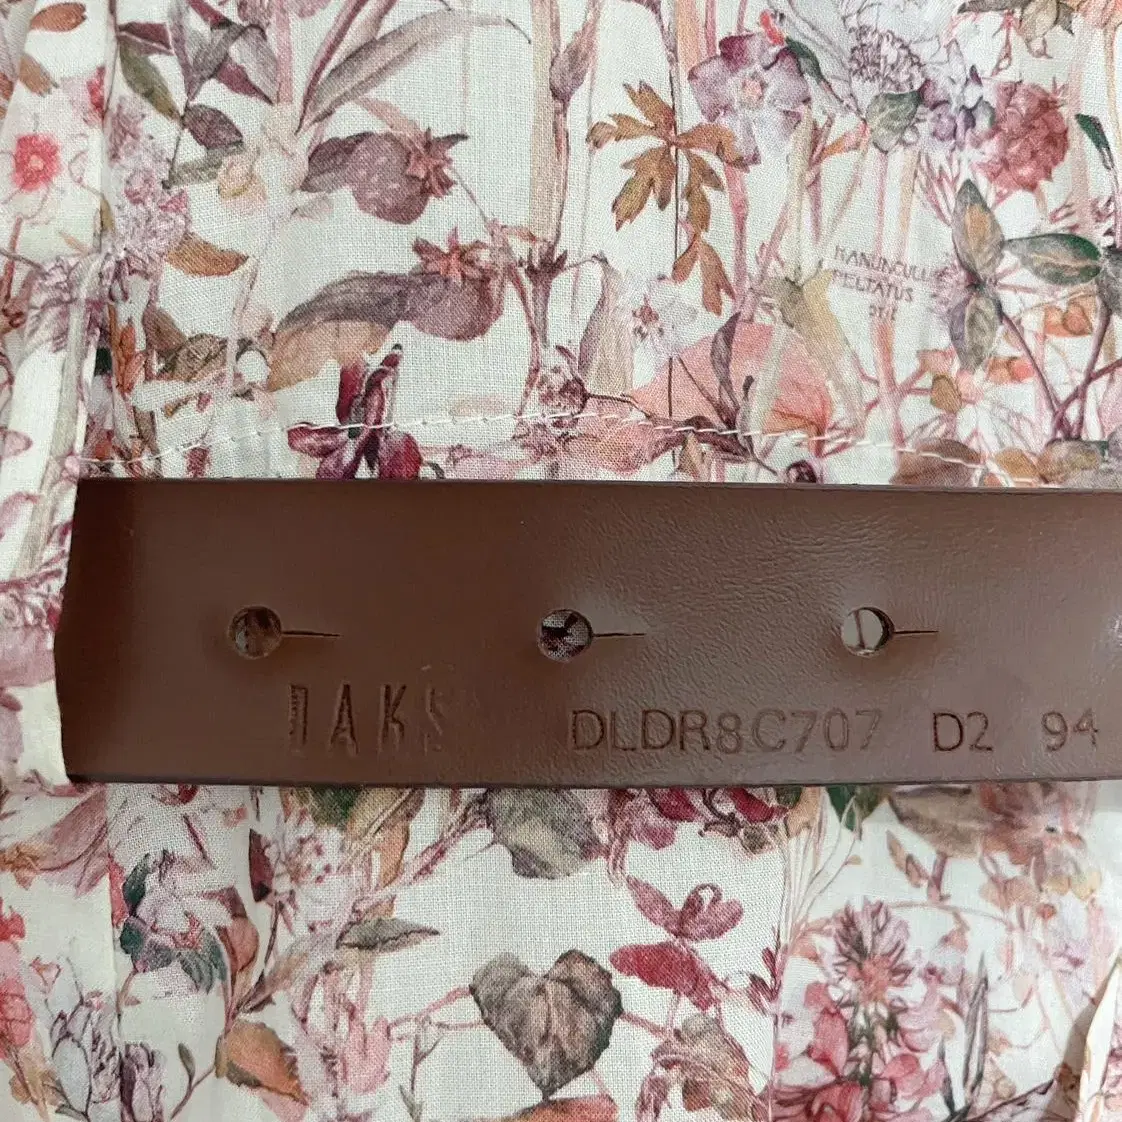 RANUNCULUS
PELTATUS
DAKS DLDR8C707 D2 94